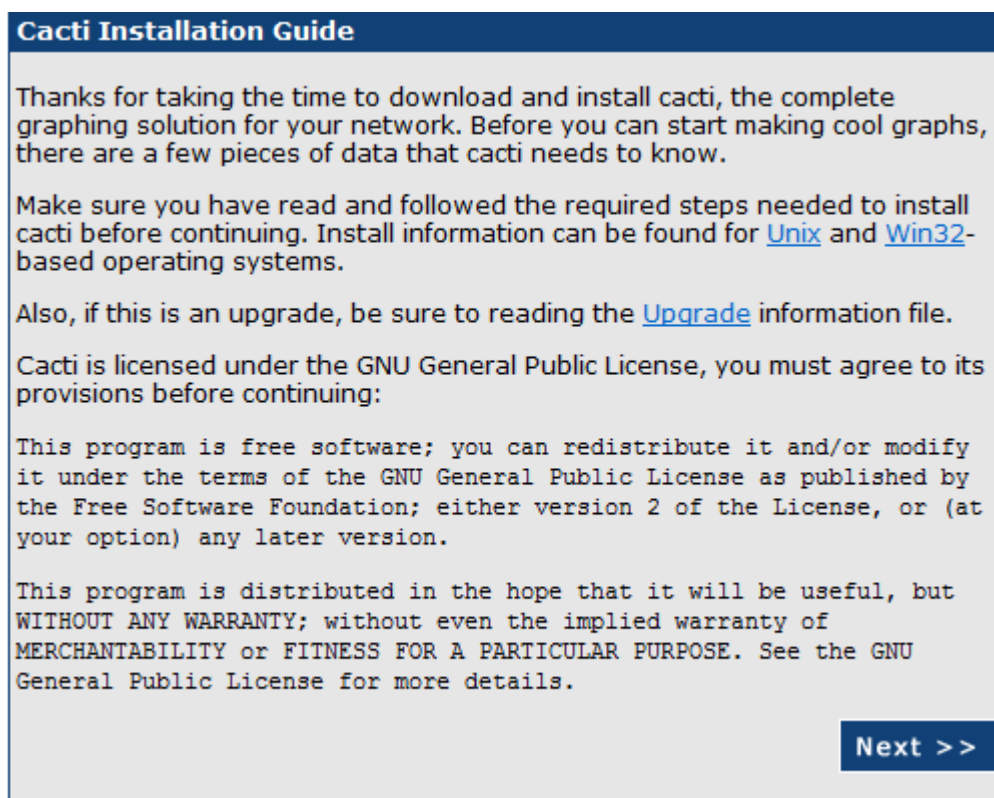 Cacti Installation Guide
Thanks for taking the time to download and install cacti, the complete
graphing solution for your network. Before you can start making cool graphs,
there are a few pieces of data that cacti needs to know.
Make sure you have read and followed the required steps needed to install
cacti before continuing. Install information can be found for Unix and Win32-
based operating systems.
Also, if this is an upgrade, be sure to reading the Upgrade information file.
Cacti is licensed under the GNU General Public License, you must agree to its
provisions before continuing:
This program is free software; you can redistribute it and/or modify
it under the terms of the GNU General Public License as published by
the Free Software Foundation; either version 2 of the License, or (at
your option) any later version.
This program is distributed in the hope that it will be useful, but
WITHOUT ANY WARRANTY; without even the implied warranty of
MERCHANTABILITY or FITNESS FOR A PARTICULAR PURPOSE. See the GNU
General Public License for more details.
Next >>